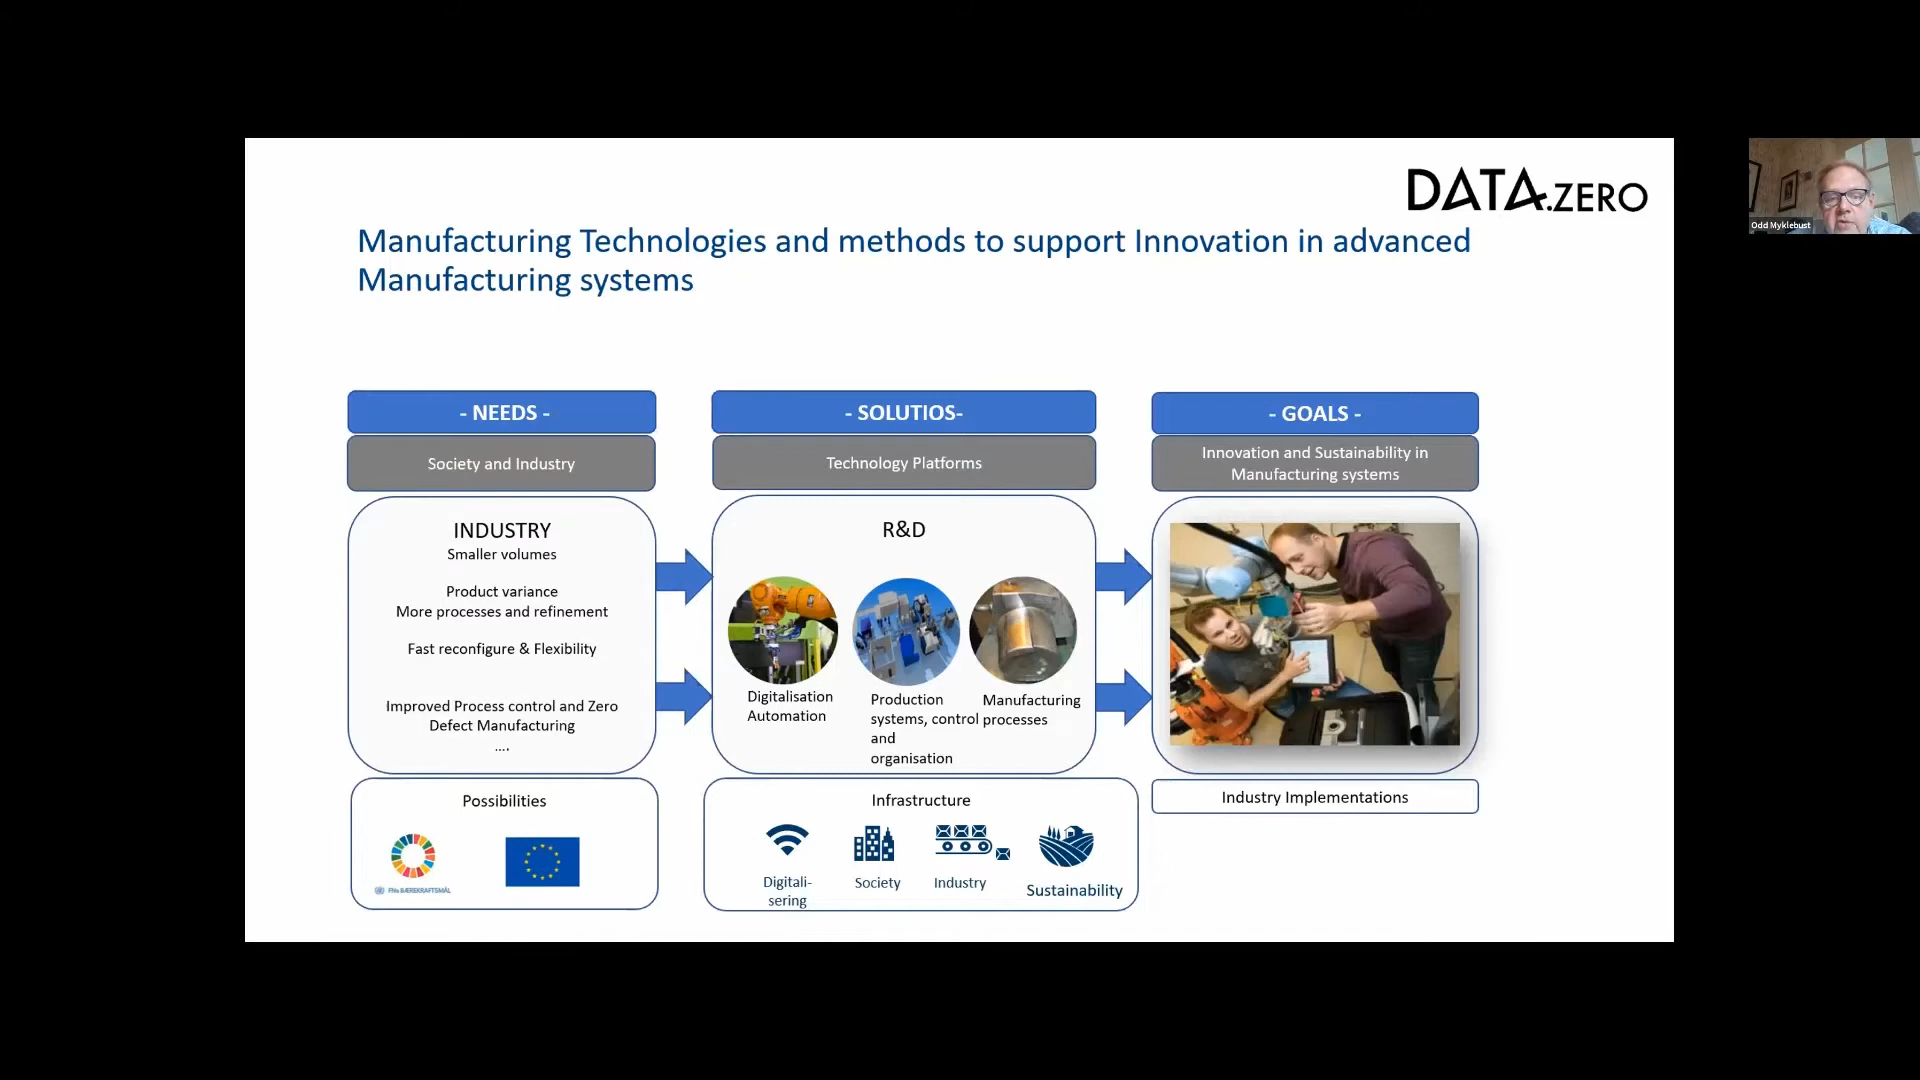 DATA.ZERO
Manufacturing Technologies and methods to support Innovation in advanced
Manufacturing systems
Odd Myklebust
- NEEDS -
Society and Industry
INDUSTRY
Smaller volumes
Product variance
More processes and refinement
Fast reconfigure & Flexibility
Improved Process control and Zero
Defect Manufacturing
....
Possibilities
FNs BÆREKRAFTSMÅL
- SOLUTIOS-
Technology Platforms
R&D
Digitalisation
Automation
Production
systems, control
and
organisation
Manufacturing
processes
Infrastructure
Digitali-
sering
Society
Industry
Sustainability
- GOALS -
Innovation and Sustainability in
Manufacturing systems
Industry Implementations